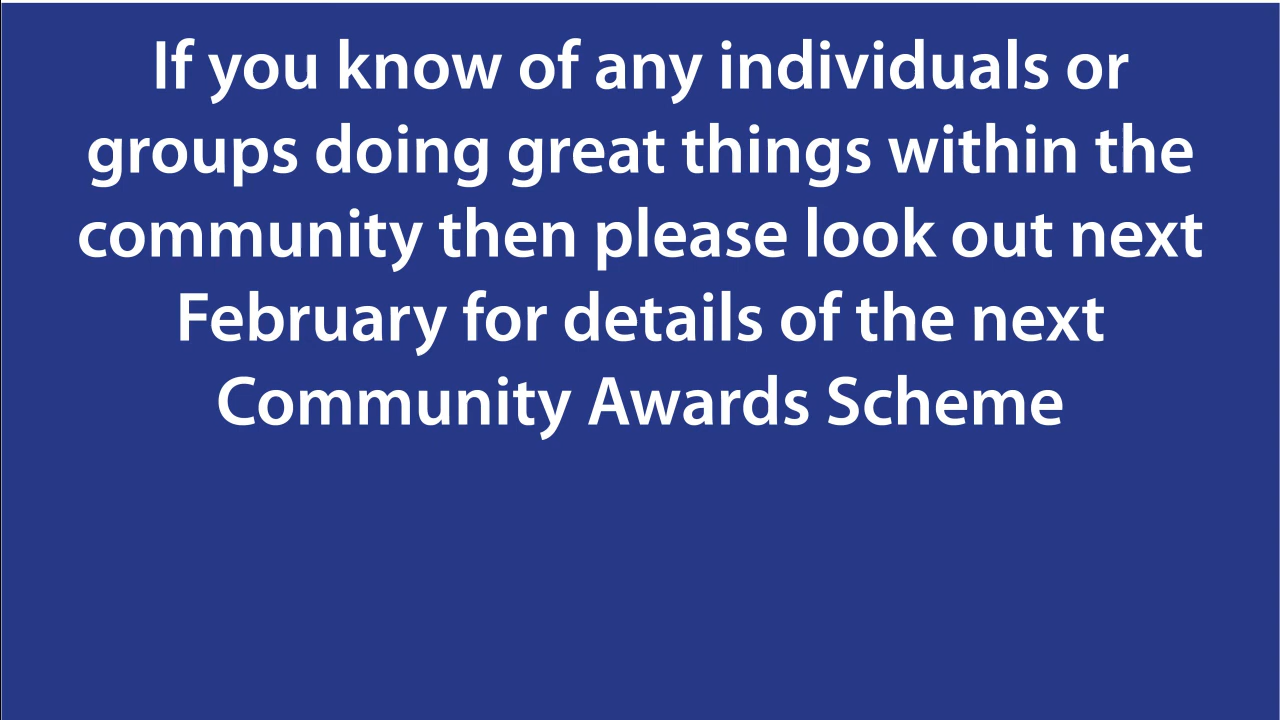 If you know of any individuals or
groups doing great things within the
community then please look out next
February for details of the next
Community Awards Scheme